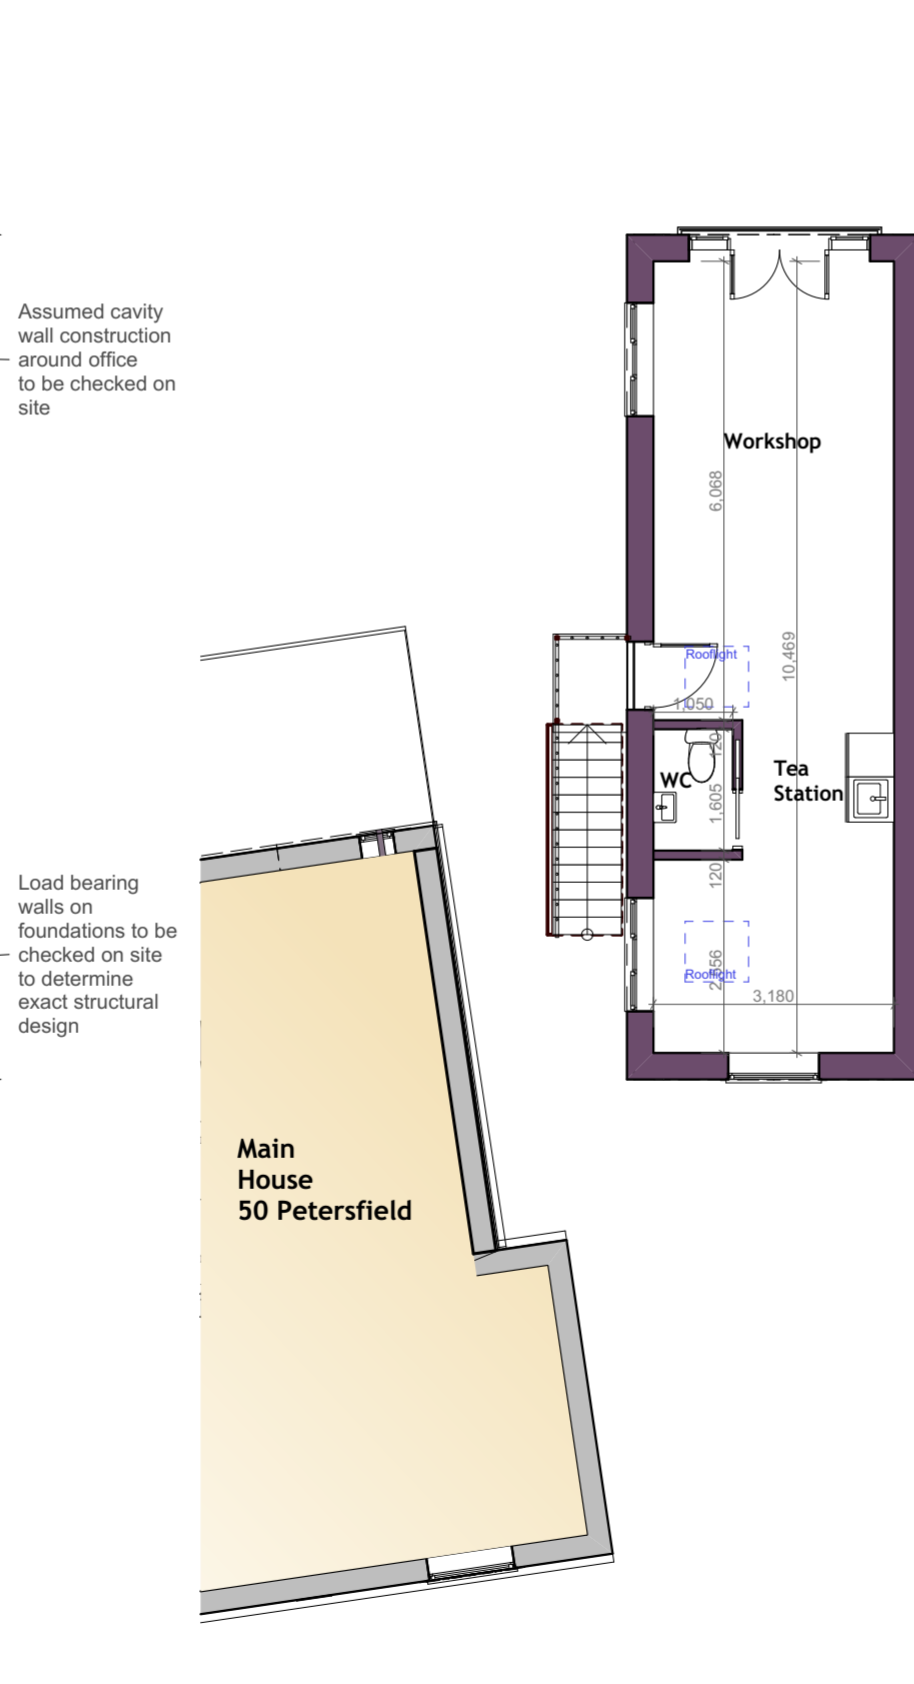 Assumed cavity
wall construction
around office
to be checked on
site
Workshop
6,068
10,469
Rooflight
1,050
120
WC
1,605
Tea
Station
120
Load bearing
walls on
foundations to be
checked on site
to determine
exact structural
design
2,556
Rooflight
3,180
Main
House
50 Petersfield